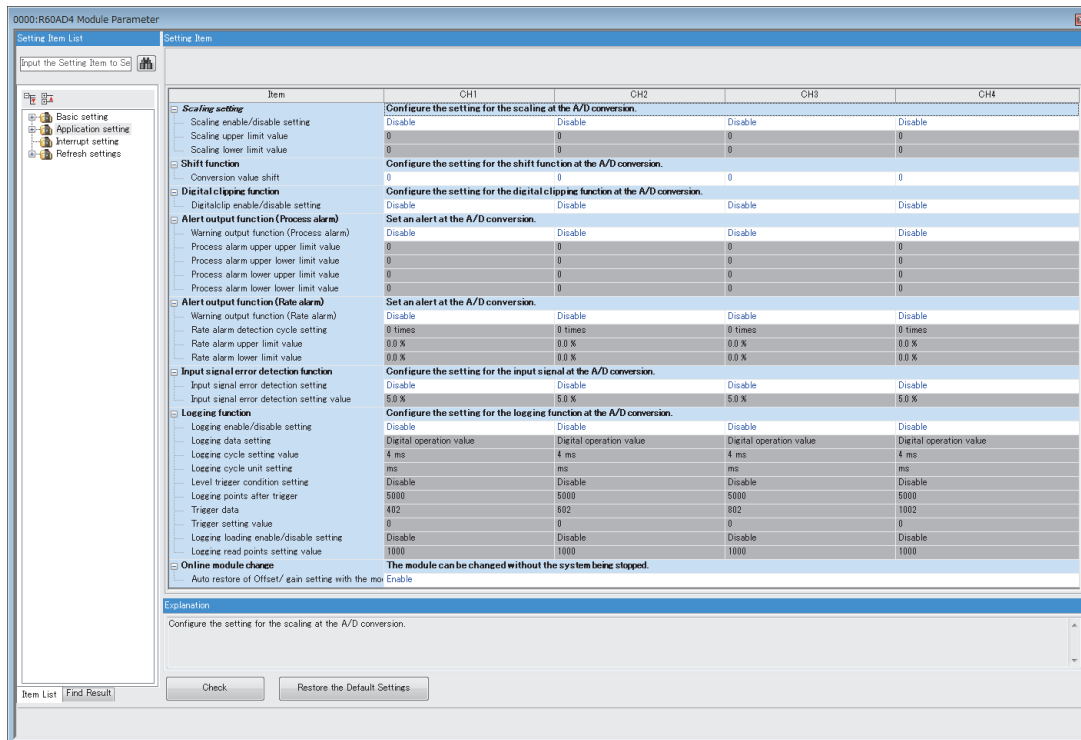 0000:R60AD4 Module Parameter
Setting Item List
Setting Item
Input the Setting Item to Se
Basic setting
Application setting
Interrupt setting
Refresh settings
Item CH1 CH2 CH3 CH4
Scaling setting Configure the setting for the scaling at the A/D conversion.
Scaling enable/disable setting Disable Disable Disable Disable
Scaling upper limit value 0 0 0 0
Scaling lower limit value 0 0 0 0
Shift function Configure the setting for the shift function at the A/D conversion.
Conversion value shift 0 0 0 0
Digital clipping function Configure the setting for the digital clipping function at the A/D conversion.
Digitalclip enable/disable setting Disable Disable Disable Disable
Alert output function (Process alarm) Set an alert at the A/D conversion.
Warning output function (Process alarm) Disable Disable Disable Disable
Process alarm upper upper limit value 0 0 0 0
Process alarm upper lower limit value 0 0 0 0
Process alarm lower upper limit value 0 0 0 0
Process alarm lower lower limit value 0 0 0 0
Alert output function (Rate alarm) Set an alert at the A/D conversion.
Warning output function (Rate alarm) Disable Disable Disable Disable
Rate alarm detection cycle setting 0 times 0 times 0 times 0 times
Rate alarm upper limit value 0.0 % 0.0 % 0.0 % 0.0 %
Rate alarm lower limit value 0.0 % 0.0 % 0.0 % 0.0 %
Input signal error detection function Configure the setting for the input signal at the A/D conversion.
Input signal error detection setting Disable Disable Disable Disable
Input signal error detection setting value 5.0 % 5.0 % 5.0 % 5.0 %
Logging function Configure the setting for the logging function at the A/D conversion.
Logging enable/disable setting Disable Disable Disable Disable
Logging data setting Digital operation value Digital operation value Digital operation value Digital operation value
Logging cycle setting value 4 ms 4 ms 4 ms 4 ms
Logging cycle unit setting ms ms ms ms
Level trigger condition setting Disable Disable Disable Disable
Logging points after trigger 5000 5000 5000 5000
Trigger data 402 602 802 1002
Trigger setting value 0 0 0 0
Logging loading enable/disable setting Disable Disable Disable Disable
Logging read points setting value 1000 1000 1000 1000
Online module change The module can be changed without the system being stopped.
Auto restore of Offset/ gain setting with the mo Enable
Explanation
Configure the setting for the scaling at the A/D conversion.
Item List Find Result
Check Restore the Default Settings